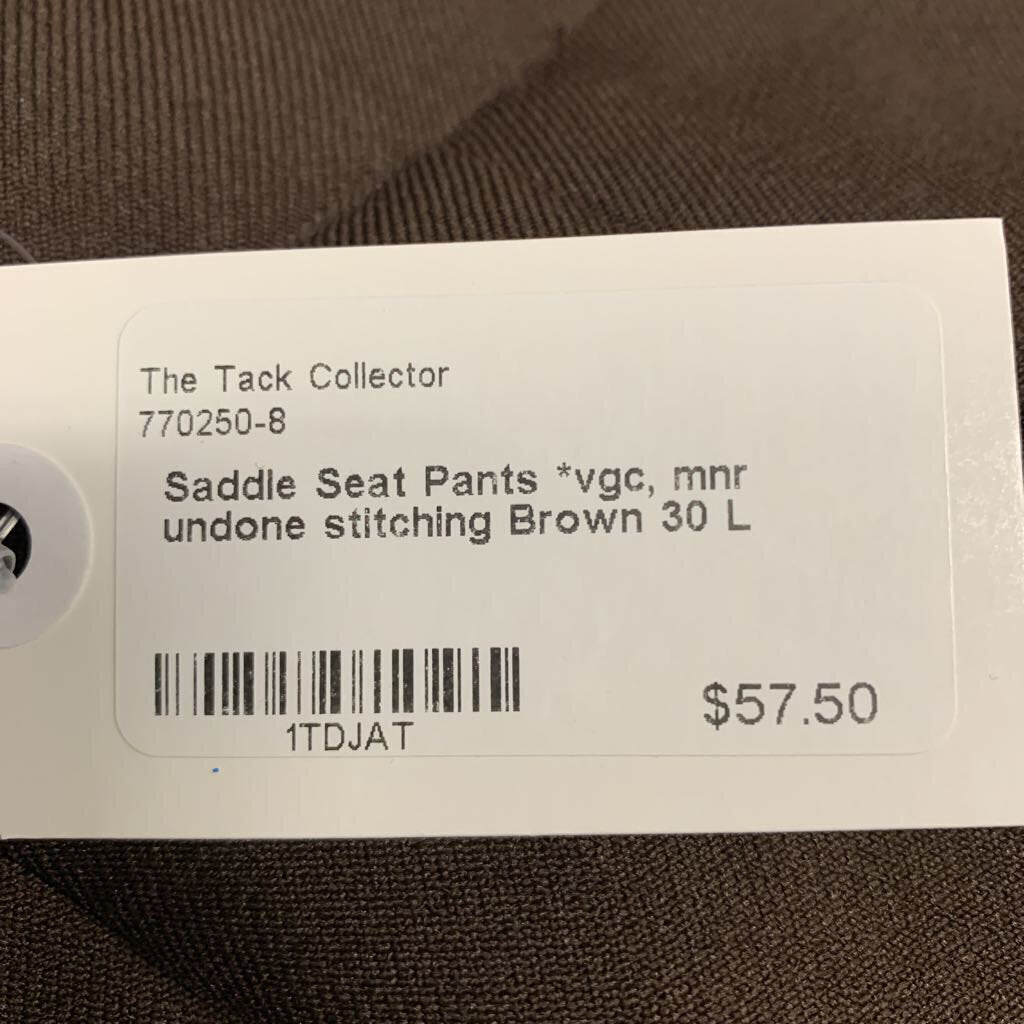 The Tack Collector
770250-8
Saddle Seat Pants *vgc, mnr
undone stitching Brown 30 L
1TDJAT
$57.50